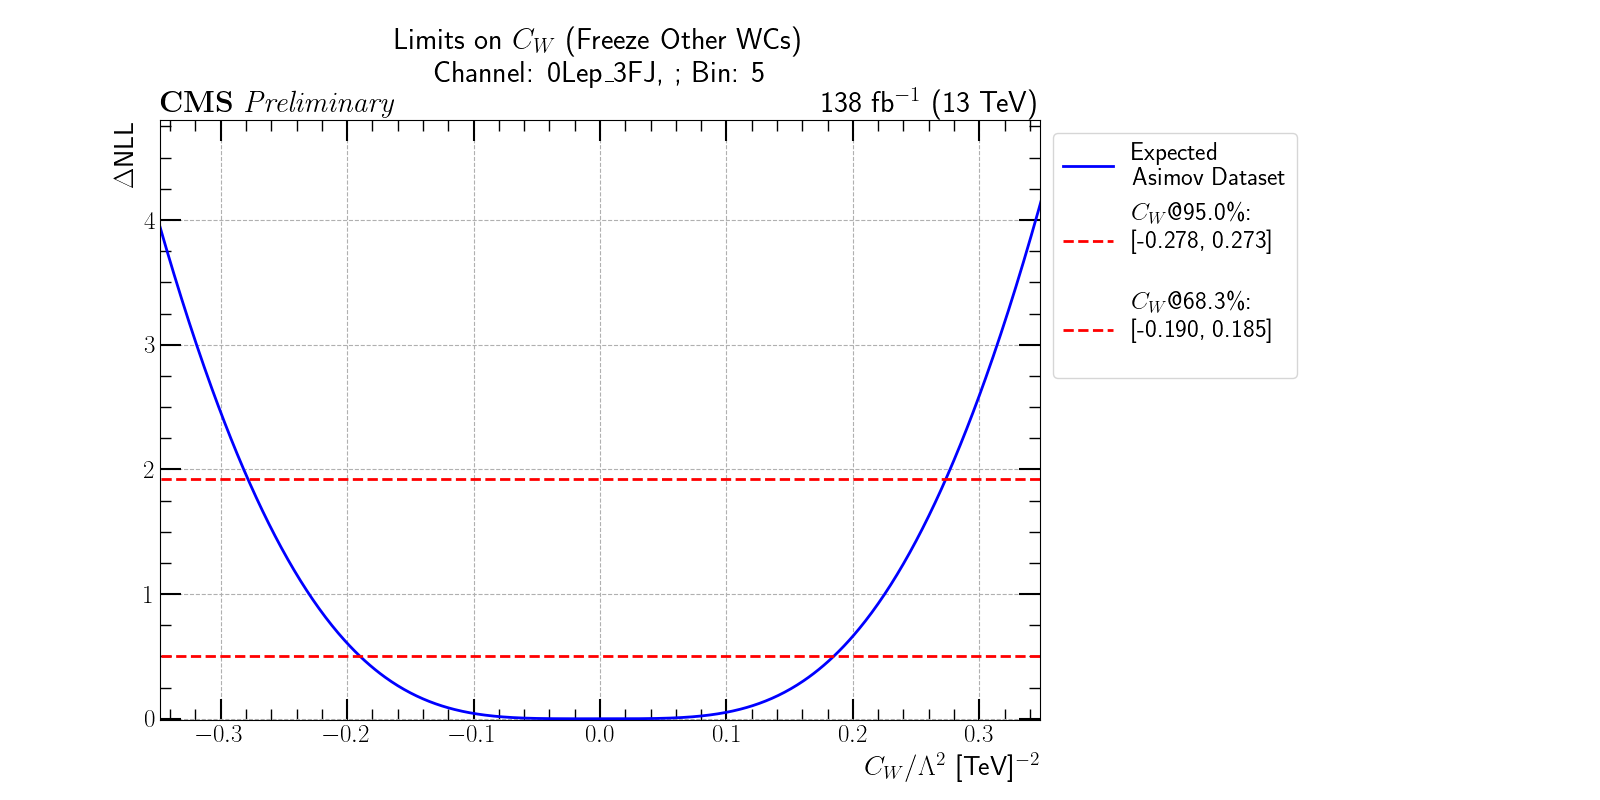 Limits on C_W (Freeze Other WCs)
Channel: 0Lep_3FJ, ; Bin: 5
CMS Preliminary
138 fb⁻¹ (13 TeV)
ΔNLL
4
3
2
1
0
−0.3
−0.2
−0.1
0.0
0.1
0.2
0.3
C_W/Λ² [TeV]⁻²
Expected
Asimov Dataset
C_W@95.0%:
[-0.278, 0.273]
C_W@68.3%:
[-0.190, 0.185]